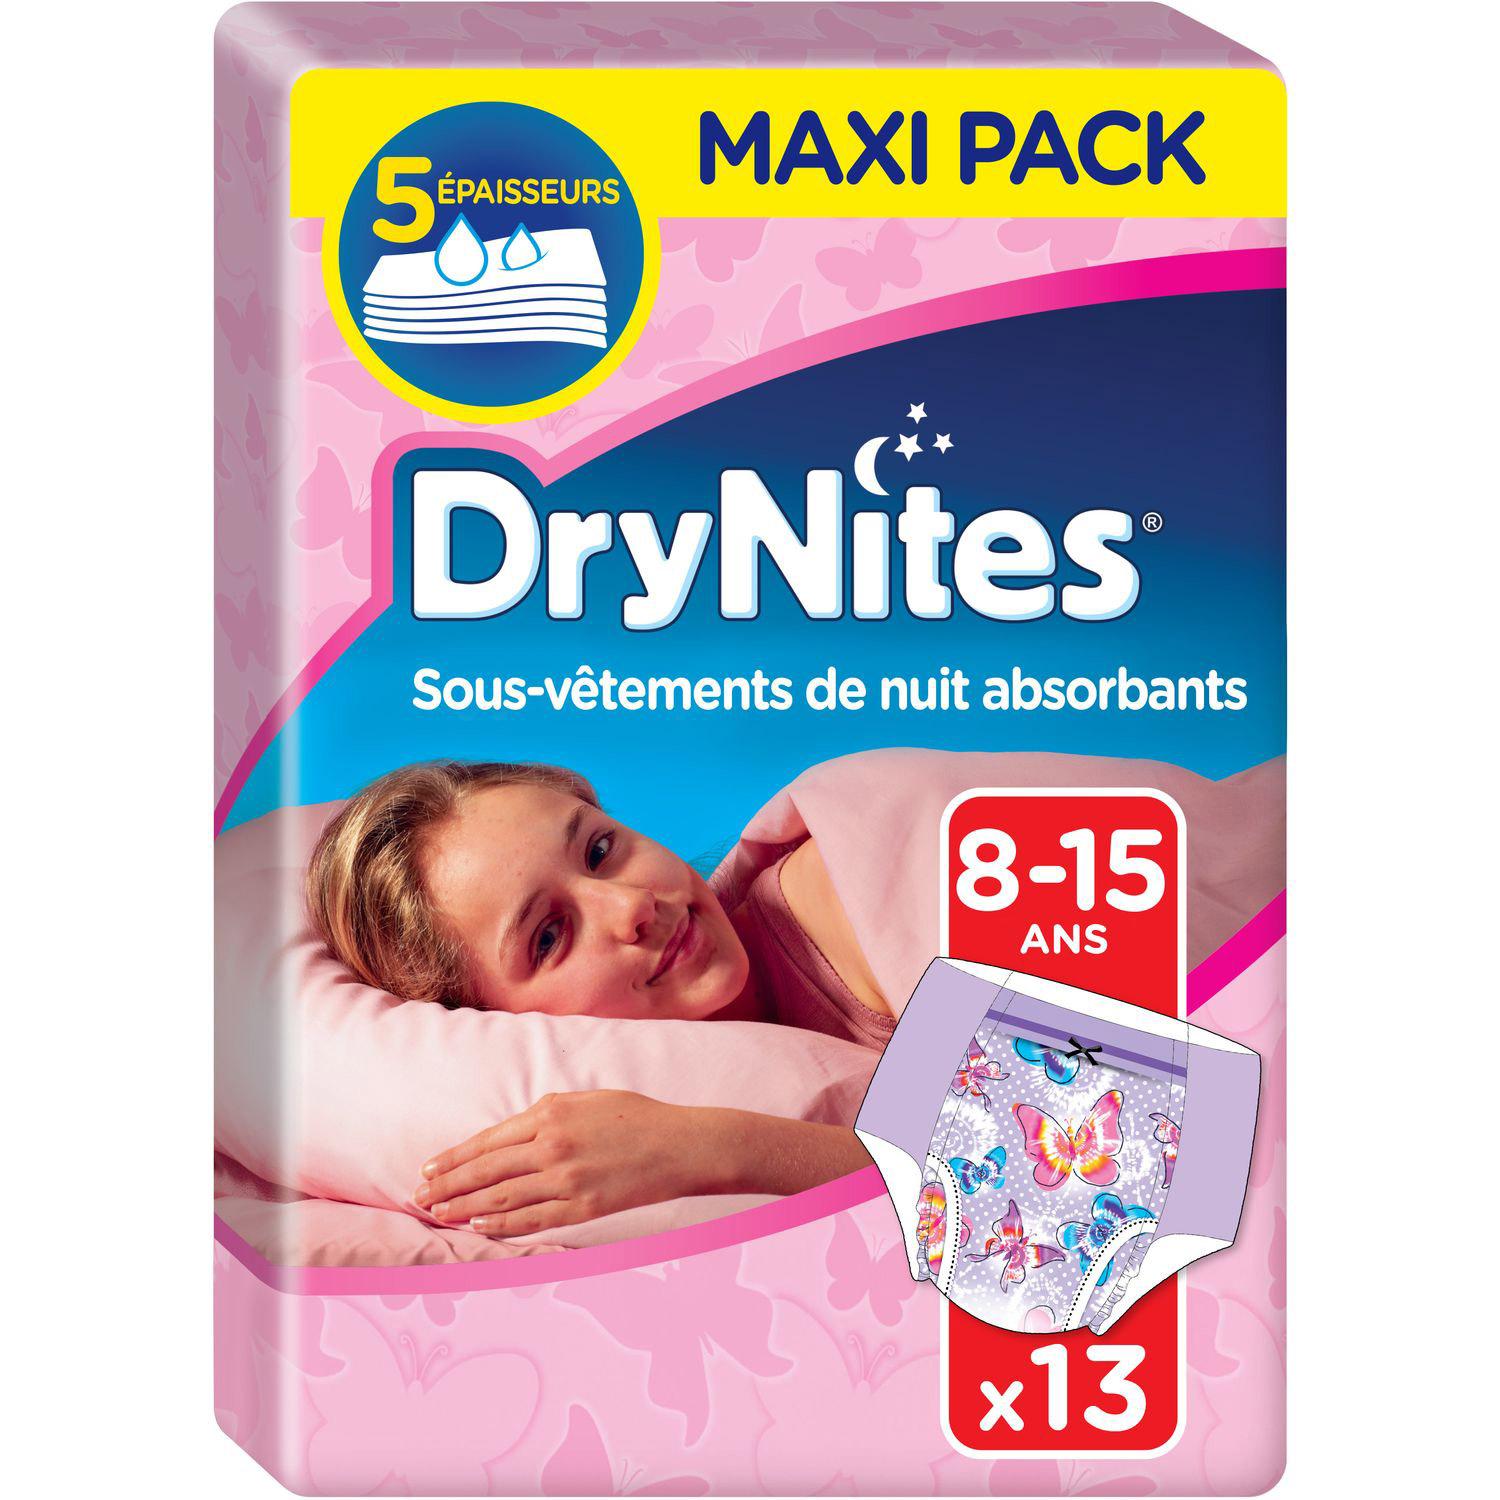 MAXI PACK
5 ÉPAISSEURS
DryNites®
Sous-vêtements de nuit absorbants
8-15
ANS
x13